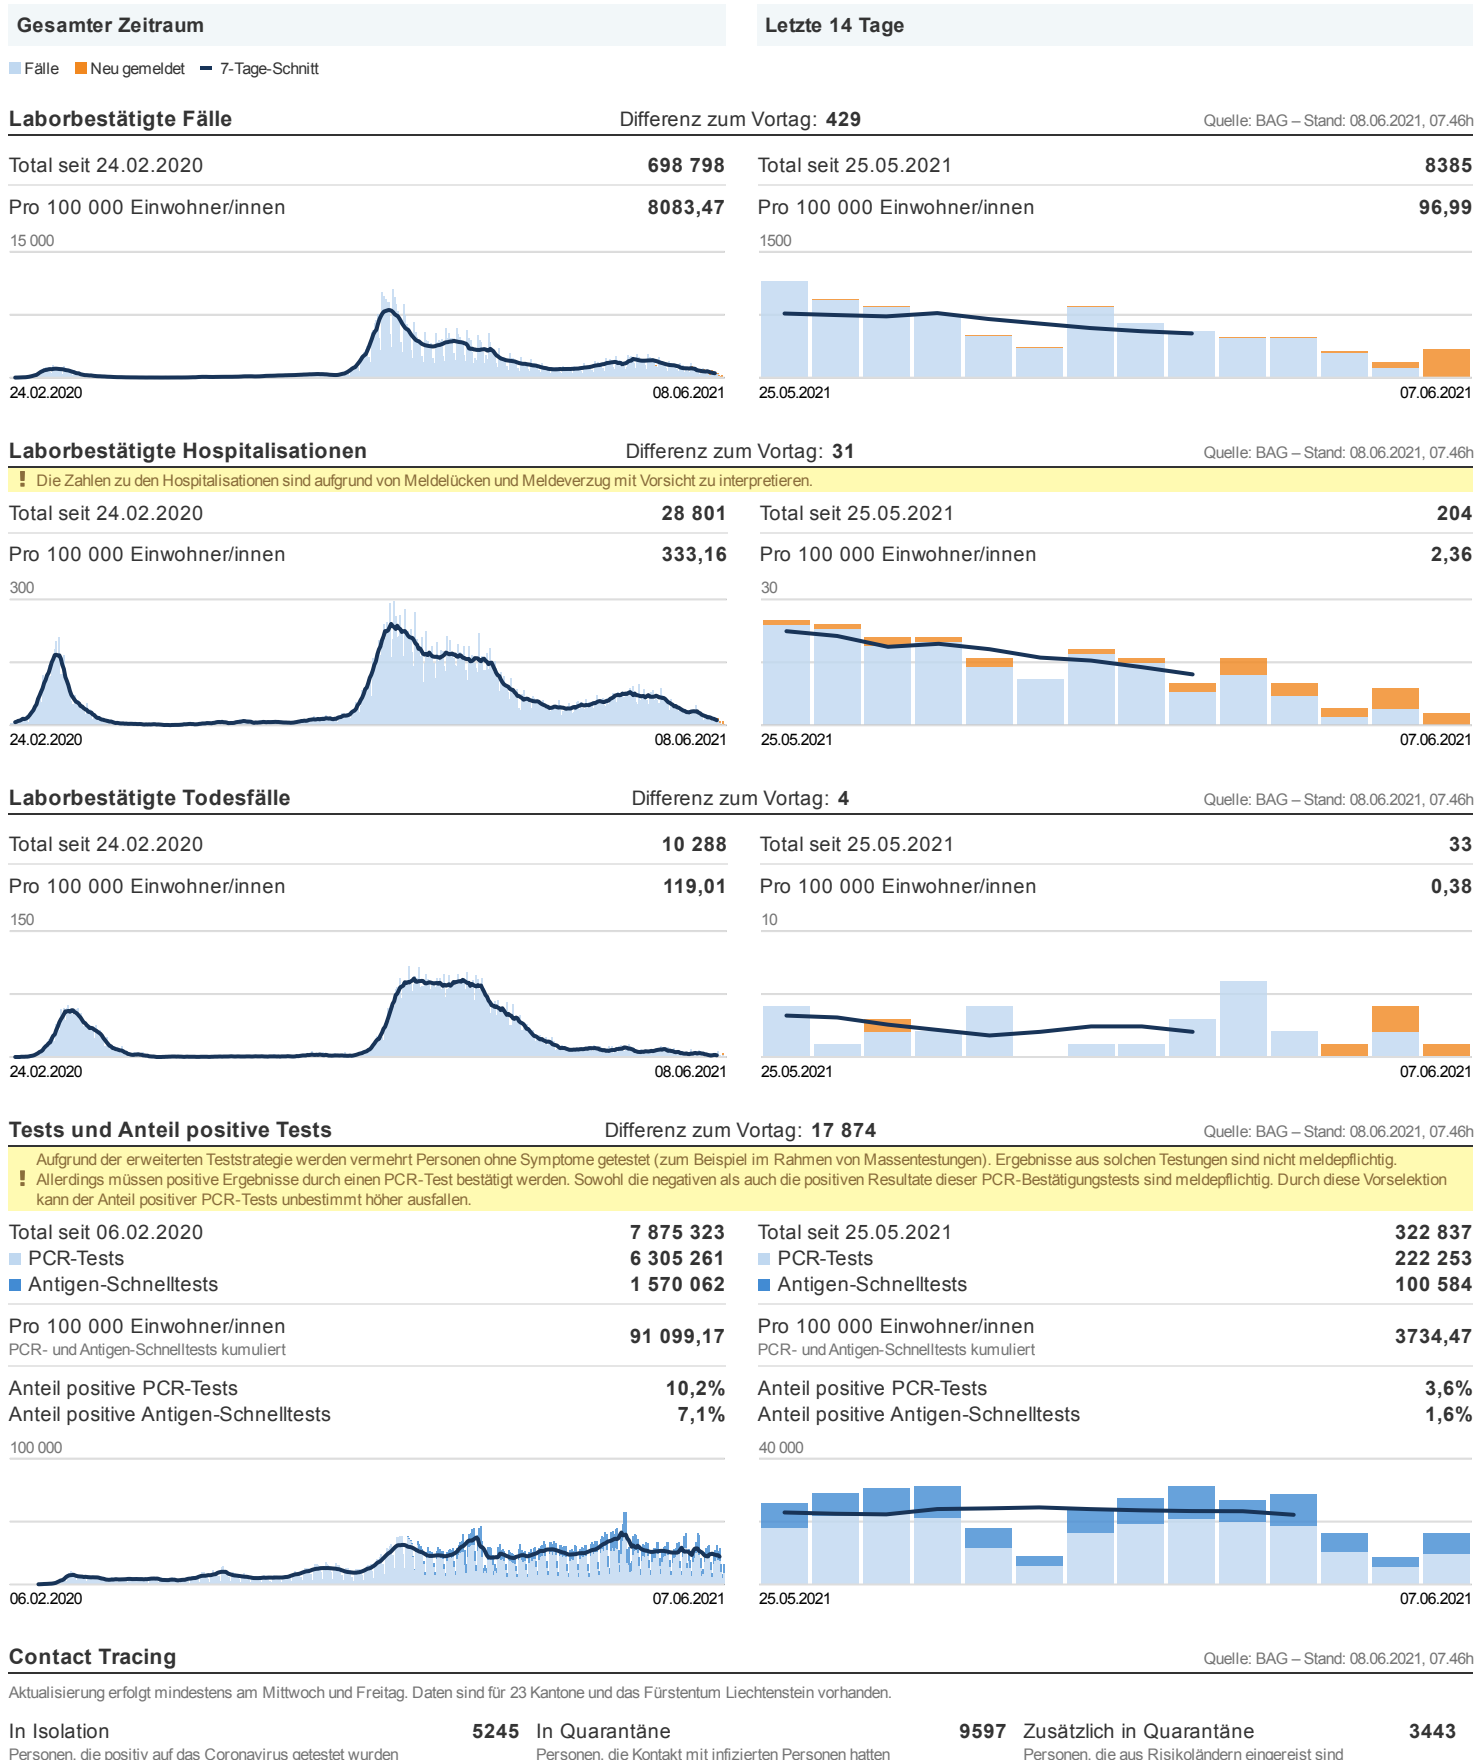 Gesamter Zeitraum
Letzte 14 Tage
Fälle Neu gemeldet 7-Tage-Schnitt
Laborbestätigte Fälle Differenz zum Vortag: 429 Quelle: BAG – Stand: 08.06.2021, 07.46h
Total seit 24.02.2020 698 798
Pro 100 000 Einwohner/innen 8083,47
15 000
24.02.2020 08.06.2021
Total seit 25.05.2021 8385
Pro 100 000 Einwohner/innen 96,99
1500
25.05.2021 07.06.2021
Laborbestätigte Hospitalisationen Differenz zum Vortag: 31 Quelle: BAG – Stand: 08.06.2021, 07.46h
! Die Zahlen zu den Hospitalisationen sind aufgrund von Meldelücken und Meldeverzug mit Vorsicht zu interpretieren.
Total seit 24.02.2020 28 801
Pro 100 000 Einwohner/innen 333,16
300
24.02.2020 08.06.2021
Total seit 25.05.2021 204
Pro 100 000 Einwohner/innen 2,36
30
25.05.2021 07.06.2021
Laborbestätigte Todesfälle Differenz zum Vortag: 4 Quelle: BAG – Stand: 08.06.2021, 07.46h
Total seit 24.02.2020 10 288
Pro 100 000 Einwohner/innen 119,01
150
24.02.2020 08.06.2021
Total seit 25.05.2021 33
Pro 100 000 Einwohner/innen 0,38
10
25.05.2021 07.06.2021
Tests und Anteil positive Tests Differenz zum Vortag: 17 874 Quelle: BAG – Stand: 08.06.2021, 07.46h
Aufgrund der erweiterten Teststrategie werden vermehrt Personen ohne Symptome getestet (zum Beispiel im Rahmen von Massentestungen). Ergebnisse aus solchen Testungen sind nicht meldepflichtig.
! Allerdings müssen positive Ergebnisse durch einen PCR-Test bestätigt werden. Sowohl die negativen als auch die positiven Resultate dieser PCR-Bestätigungstests sind meldepflichtig. Durch diese Vorselektion
kann der Anteil positiver PCR-Tests unbestimmt höher ausfallen.
Total seit 06.02.2020 7 875 323
PCR-Tests 6 305 261
Antigen-Schnelltests 1 570 062
Pro 100 000 Einwohner/innen 91 099,17
PCR- und Antigen-Schnelltests kumuliert
Anteil positive PCR-Tests 10,2%
Anteil positive Antigen-Schnelltests 7,1%
100 000
06.02.2020 07.06.2021
Total seit 25.05.2021 322 837
PCR-Tests 222 253
Antigen-Schnelltests 100 584
Pro 100 000 Einwohner/innen 3734,47
PCR- und Antigen-Schnelltests kumuliert
Anteil positive PCR-Tests 3,6%
Anteil positive Antigen-Schnelltests 1,6%
40 000
25.05.2021 07.06.2021
Contact Tracing Quelle: BAG – Stand: 08.06.2021, 07.46h
Aktualisierung erfolgt mindestens am Mittwoch und Freitag. Daten sind für 23 Kantone und das Fürstentum Liechtenstein vorhanden.
In Isolation 5245
Personen, die positiv auf das Coronavirus getestet wurden
In Quarantäne 9597
Personen, die Kontakt mit infizierten Personen hatten
Zusätzlich in Quarantäne 3443
Personen, die aus Risikoländern eingereist sind